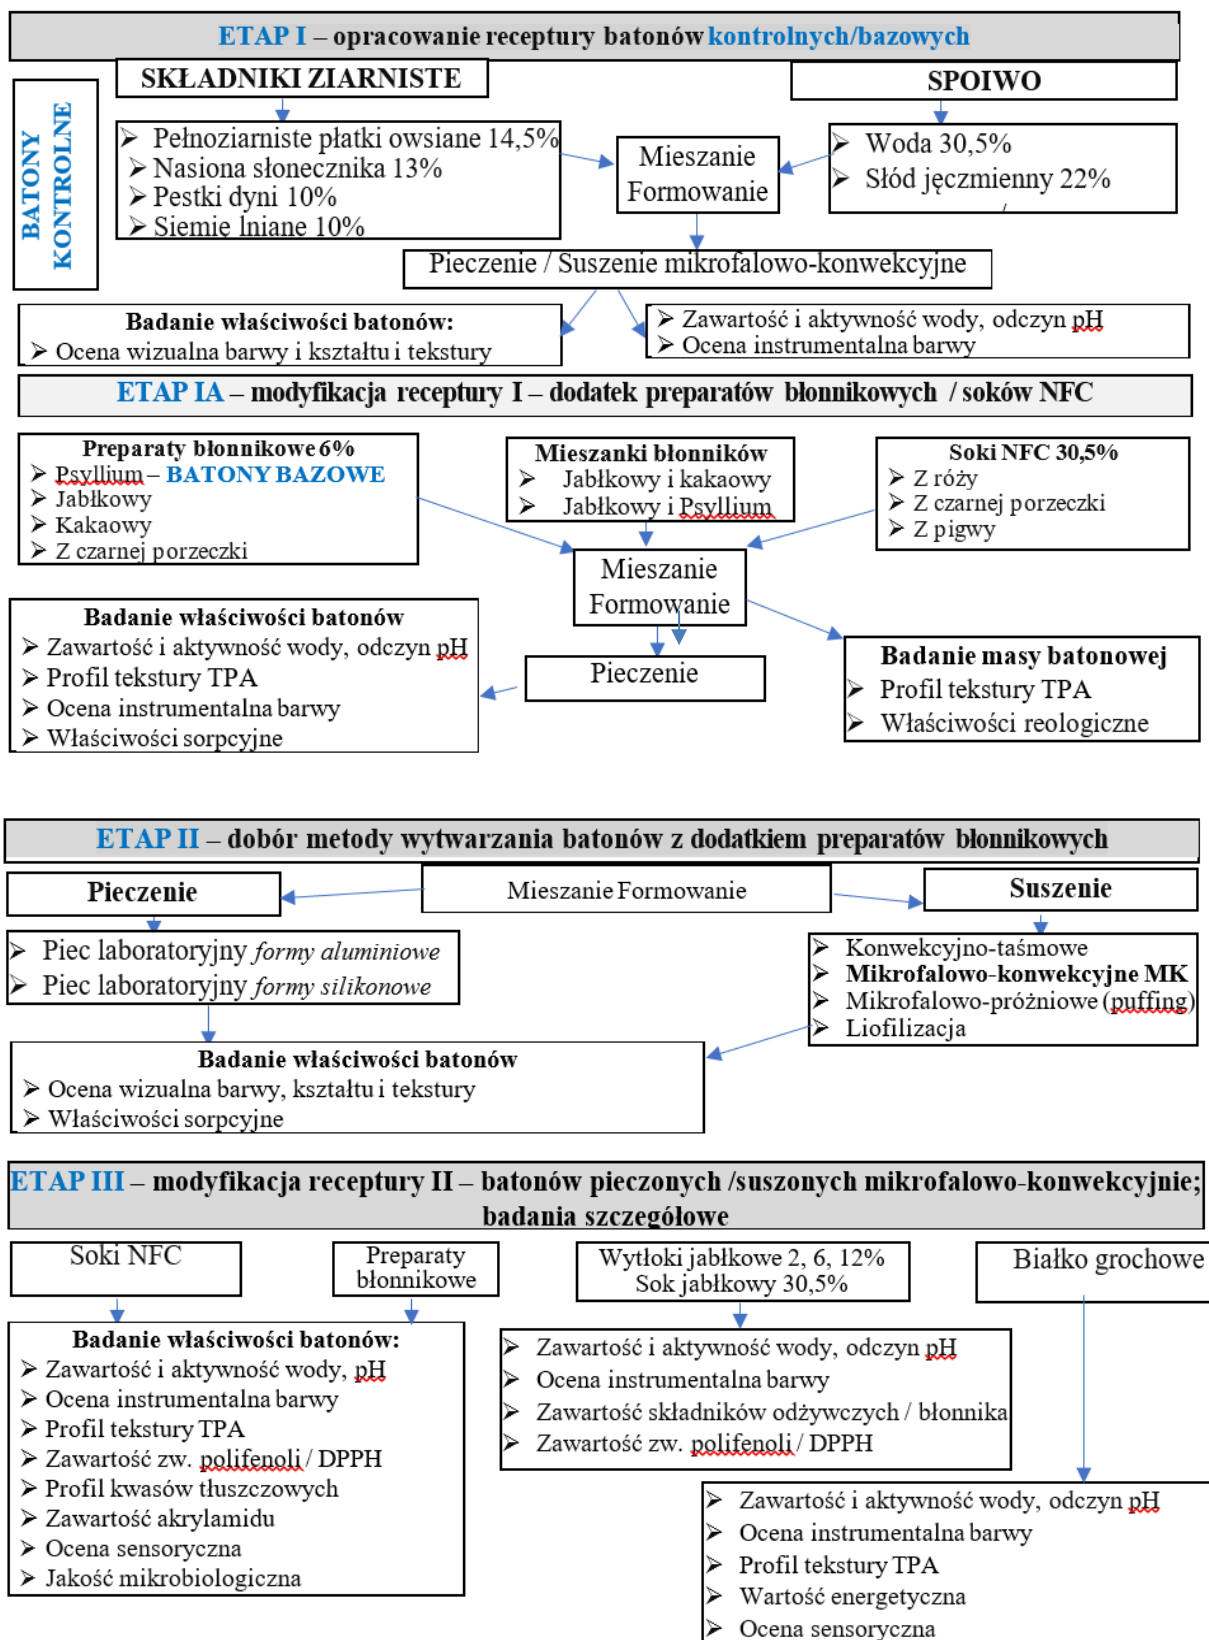 ETAP I – opracowanie receptury batonów kontrolnych/bazowych
BATONY
KONTROLNE
SKŁADNIKI ZIARNISTE
SPOIWO
➢ Pełnoziarniste płatki owsiane 14,5%
➢ Nasiona słonecznika 13%
➢ Pestki dyni 10%
➢ Siemię lniane 10%
Mieszanie
Formowanie
➢ Woda 30,5%
➢ Słód jęczmienny 22%
/
Pieczenie / Suszenie mikrofalowo-konwekcyjne
Badanie właściwości batonów:
➢ Ocena wizualna barwy i kształtu i tekstury
➢ Zawartość i aktywność wody, odczyn pH
➢ Ocena instrumentalna barwy
ETAP IA – modyfikacja receptury I – dodatek preparatów błonnikowych / soków NFC
Preparaty błonnikowe 6%
➢ Psyllium – BATONY BAZOWE
➢ Jabłkowy
➢ Kakaowy
➢ Z czarnej porzeczki
Mieszanki błonników
➢ Jabłkowy i kakaowy
➢ Jabłkowy i Psyllium
Soki NFC 30,5%
➢ Z róży
➢ Z czarnej porzeczki
➢ Z pigwy
Mieszanie
Formowanie
Badanie właściwości batonów
➢ Zawartość i aktywność wody, odczyn pH
➢ Profil tekstury TPA
➢ Ocena instrumentalna barwy
➢ Właściwości sorpcyjne
Pieczenie
Badanie masy batonowej
➢ Profil tekstury TPA
➢ Właściwości reologiczne
ETAP II – dobór metody wytwarzania batonów z dodatkiem preparatów błonnikowych
Pieczenie
Mieszanie Formowanie
Suszenie
➢ Piec laboratoryjny formy aluminiowe
➢ Piec laboratoryjny formy silikonowe
➢ Konwekcyjno-taśmowe
➢ Mikrofalowo-konwekcyjne MK
➢ Mikrofalowo-próżniowe (puffing)
➢ Liofilizacja
Badanie właściwości batonów
➢ Ocena wizualna barwy, kształtu i tekstury
➢ Właściwości sorpcyjne
ETAP III – modyfikacja receptury II – batonów pieczonych /suszonych mikrofalowo-konwekcyjnie;
badania szczegółowe
Soki NFC
Preparaty
błonnikowe
Wytłoki jabłkowe 2, 6, 12%
Sok jabłkowy 30,5%
Białko grochowe
Badanie właściwości batonów:
➢ Zawartość i aktywność wody, pH
➢ Ocena instrumentalna barwy
➢ Profil tekstury TPA
➢ Zawartość zw. polifenoli / DPPH
➢ Profil kwasów tłuszczowych
➢ Zawartość akrylamidu
➢ Ocena sensoryczna
➢ Jakość mikrobiologiczna
➢ Zawartość i aktywność wody, odczyn pH
➢ Ocena instrumentalna barwy
➢ Zawartość składników odżywczych / błonnika
➢ Zawartość zw. polifenoli / DPPH
➢ Zawartość i aktywność wody, odczyn pH
➢ Ocena instrumentalna barwy
➢ Profil tekstury TPA
➢ Wartość energetyczna
➢ Ocena sensoryczna